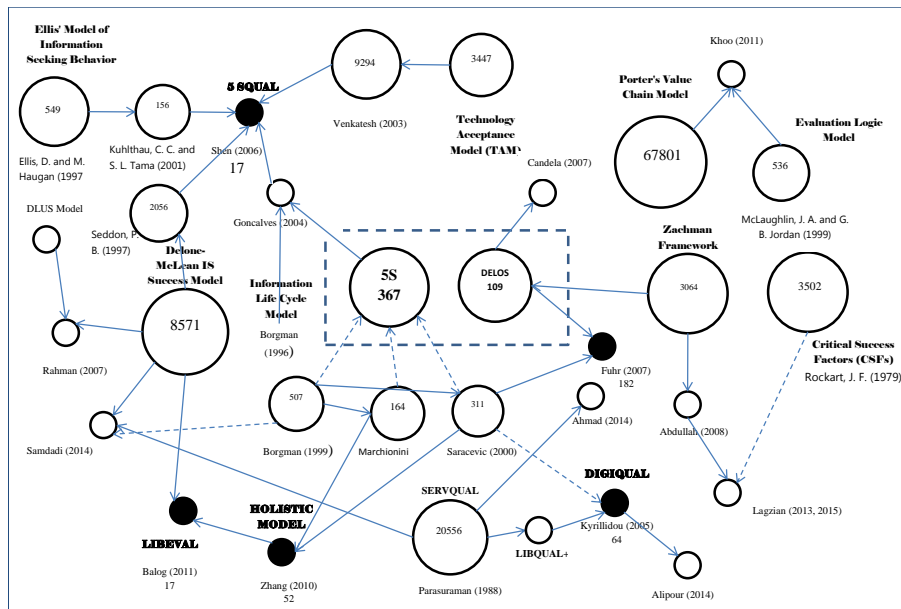 Ellis' Model of
Information
Seeking Behavior
549
Ellis, D. and M.
Haugan (1997
156
Kuhlthau, C. C. and
S. L. Tama (2001)
5 SQUAL
Shen (2006)
17
9294
Venkatesh (2003)
3447
Technology
Acceptance
Model (TAM)
Candela (2007)
Khoo (2011)
Porter's Value
Chain Model
67801
Evaluation Logic
Model
536
McLaughlin, J. A. and G.
B. Jordan (1999)
DLUS Model
2056
Seddon, P.
B. (1997)
Goncalves (2004)
Delone-
McLean IS
Success Model
8571
Information
Life Cycle
Model
Borgman
(1996)
5S
367
DELOS
109
Zachman
Framework
3064
3502
Critical Success
Factors (CSFs)
Rockart, J. F. (1979)
Rahman (2007)
Fuhr (2007)
182
Samdadi (2014)
507
Borgman (1999)
164
Marchionini
311
Saracevic (2000)
Ahmad (2014)
Abdullah (2008)
Lagzian (2013, 2015)
LIBEVAL
Balog (2011)
17
HOLISTIC
MODEL
Zhang (2010)
52
SERVQUAL
20556
Parasuraman (1988)
LIBQUAL+
DIGIQUAL
Kyrillidou (2005)
64
Alipour (2014)